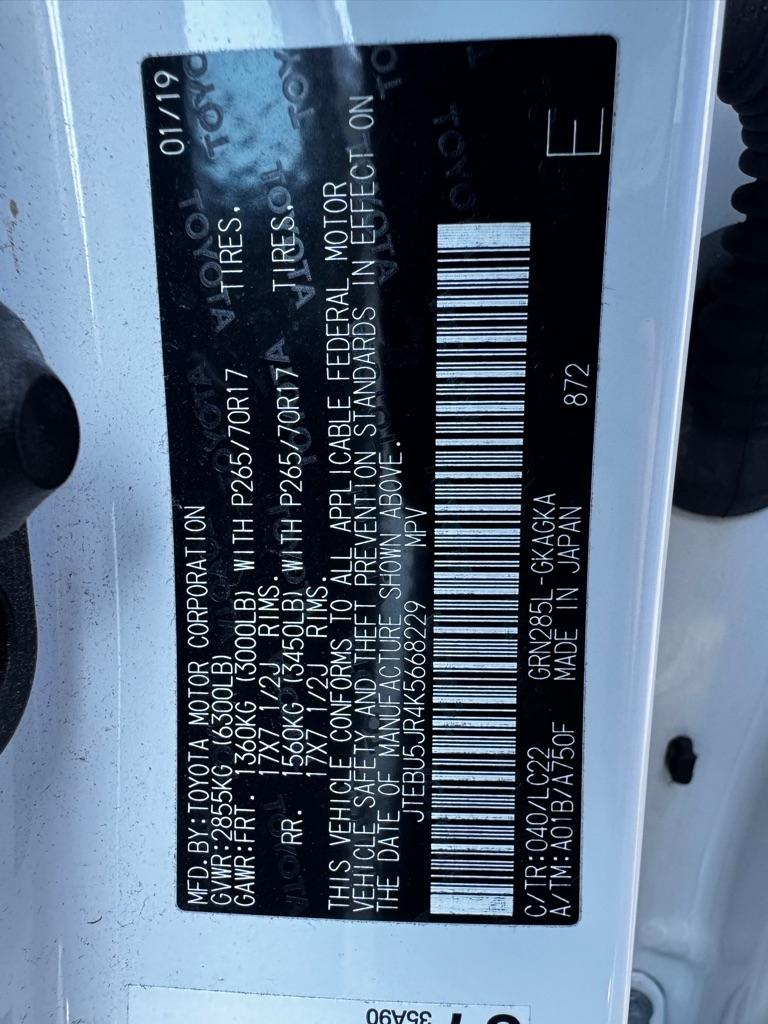 MFD. BY: TOYOTA MOTOR CORPORATION 01/19
GVWR: 2855KG (6300LB)
GAWR: FRT. 1360KG (3000LB) WITH P265/70R17 TIRES.
17X7 1/2J RIMS.
RR. 1560KG (3450LB) WITH P265/70R17 TIRES.
17X7 1/2J RIMS.
THIS VEHICLE CONFORMS TO ALL APPLICABLE FEDERAL MOTOR
VEHICLE SAFETY AND THEFT PREVENTION STANDARDS IN EFFECT ON
THE DATE OF MANUFACTURE SHOWN ABOVE.
JTEBU5JR4K5668229 MPV
C/TR: 040/LC22 GRN285L-GKAGKA
A/TM: A01B/A750F MADE IN JAPAN 872 E
35A90